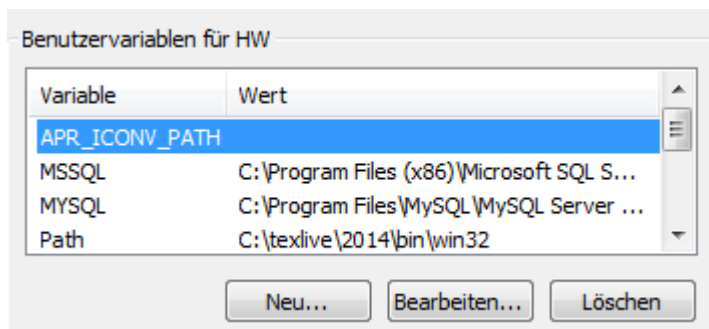 Benutzervariablen für HW
Variable Wert
APR_ICONV_PATH
MSSQL C:\Program Files (x86)\Microsoft SQL S...
MYSQL C:\Program Files\MySQL\MySQL Server ...
Path C:\texlive\2014\bin\win32
Neu... Bearbeiten... Löschen